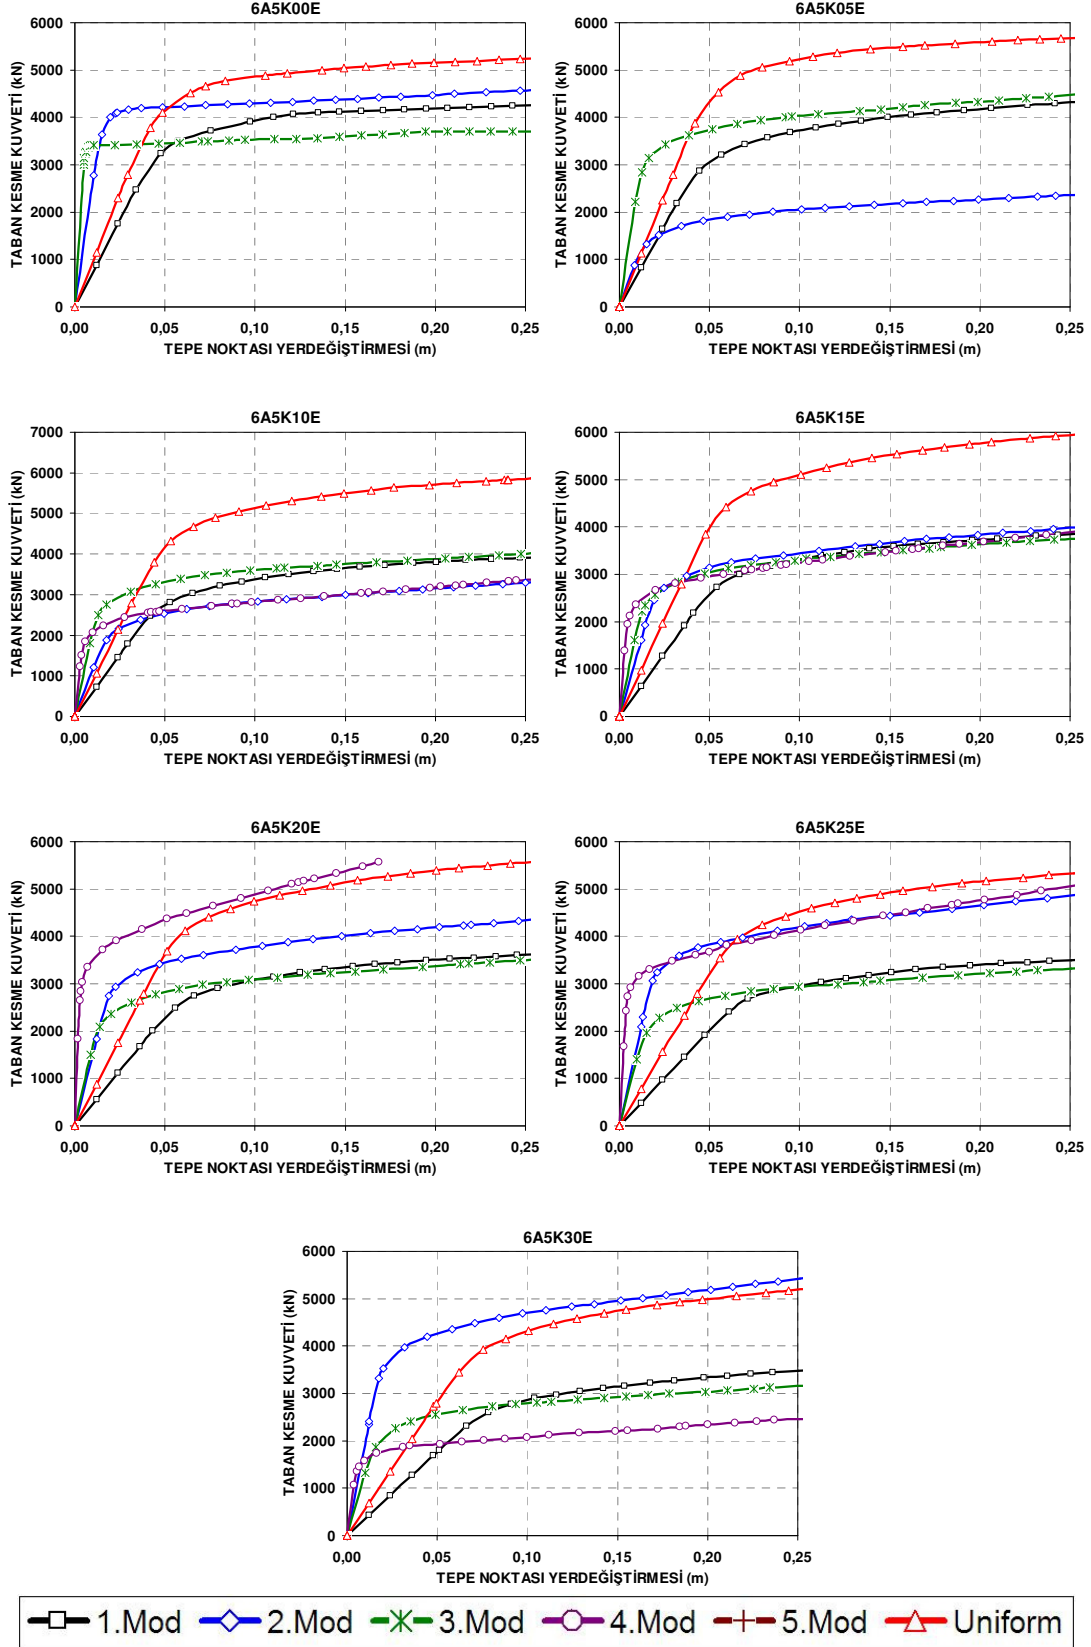 6A5K00E
6000
5000
4000
3000
2000
1000
0
TABAN KESME KUVVETİ (kN)
0,00 0,05 0,10 0,15 0,20 0,25
TEPE NOKTASI YERDEĞİŞTİRMESİ (m)
6A5K05E
6000
5000
4000
3000
2000
1000
0
TABAN KESME KUVVETİ (kN)
0,00 0,05 0,10 0,15 0,20 0,25
TEPE NOKTASI YERDEĞİŞTİRMESİ (m)
6A5K10E
7000
6000
5000
4000
3000
2000
1000
0
TABAN KESME KUVVETİ (kN)
0,00 0,05 0,10 0,15 0,20 0,25
TEPE NOKTASI YERDEĞİŞTİRMESİ (m)
6A5K15E
6000
5000
4000
3000
2000
1000
0
TABAN KESME KUVVETİ (kN)
0,00 0,05 0,10 0,15 0,20 0,25
TEPE NOKTASI YERDEĞİŞTİRMESİ (m)
6A5K20E
6000
5000
4000
3000
2000
1000
0
TABAN KESME KUVVETİ (kN)
0,00 0,05 0,10 0,15 0,20 0,25
TEPE NOKTASI YERDEĞİŞTİRMESİ (m)
6A5K25E
6000
5000
4000
3000
2000
1000
0
TABAN KESME KUVVETİ (kN)
0,00 0,05 0,10 0,15 0,20 0,25
TEPE NOKTASI YERDEĞİŞTİRMESİ (m)
6A5K30E
6000
5000
4000
3000
2000
1000
0
TABAN KESME KUVVETİ (kN)
0,00 0,05 0,10 0,15 0,20 0,25
TEPE NOKTASI YERDEĞİŞTİRMESİ (m)
1.Mod 2.Mod 3.Mod 4.Mod 5.Mod Uniform